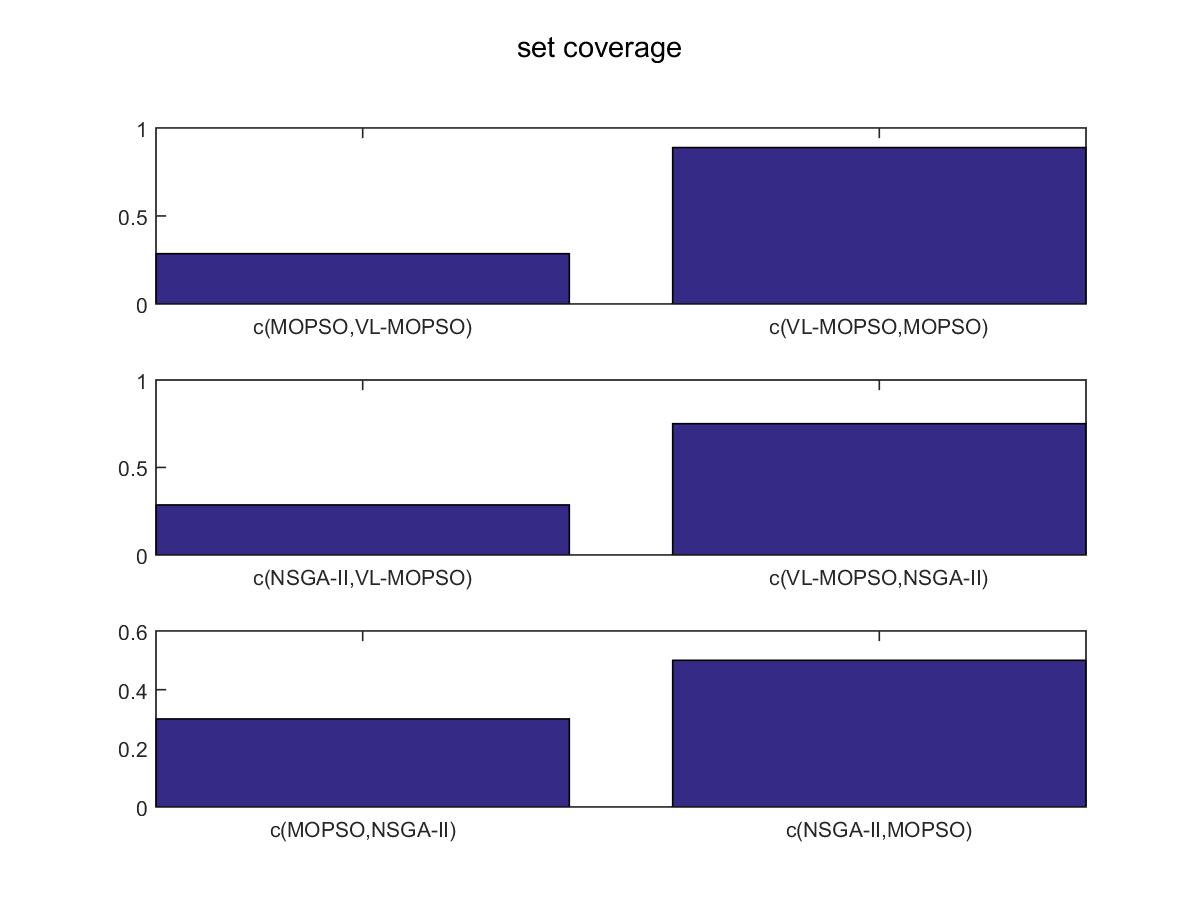 set coverage
1
0.5
0
c(MOPSO,VL-MOPSO) c(VL-MOPSO,MOPSO)
1
0.5
0
c(NSGA-II,VL-MOPSO) c(VL-MOPSO,NSGA-II)
0.6
0.4
0.2
0
c(MOPSO,NSGA-II) c(NSGA-II,MOPSO)